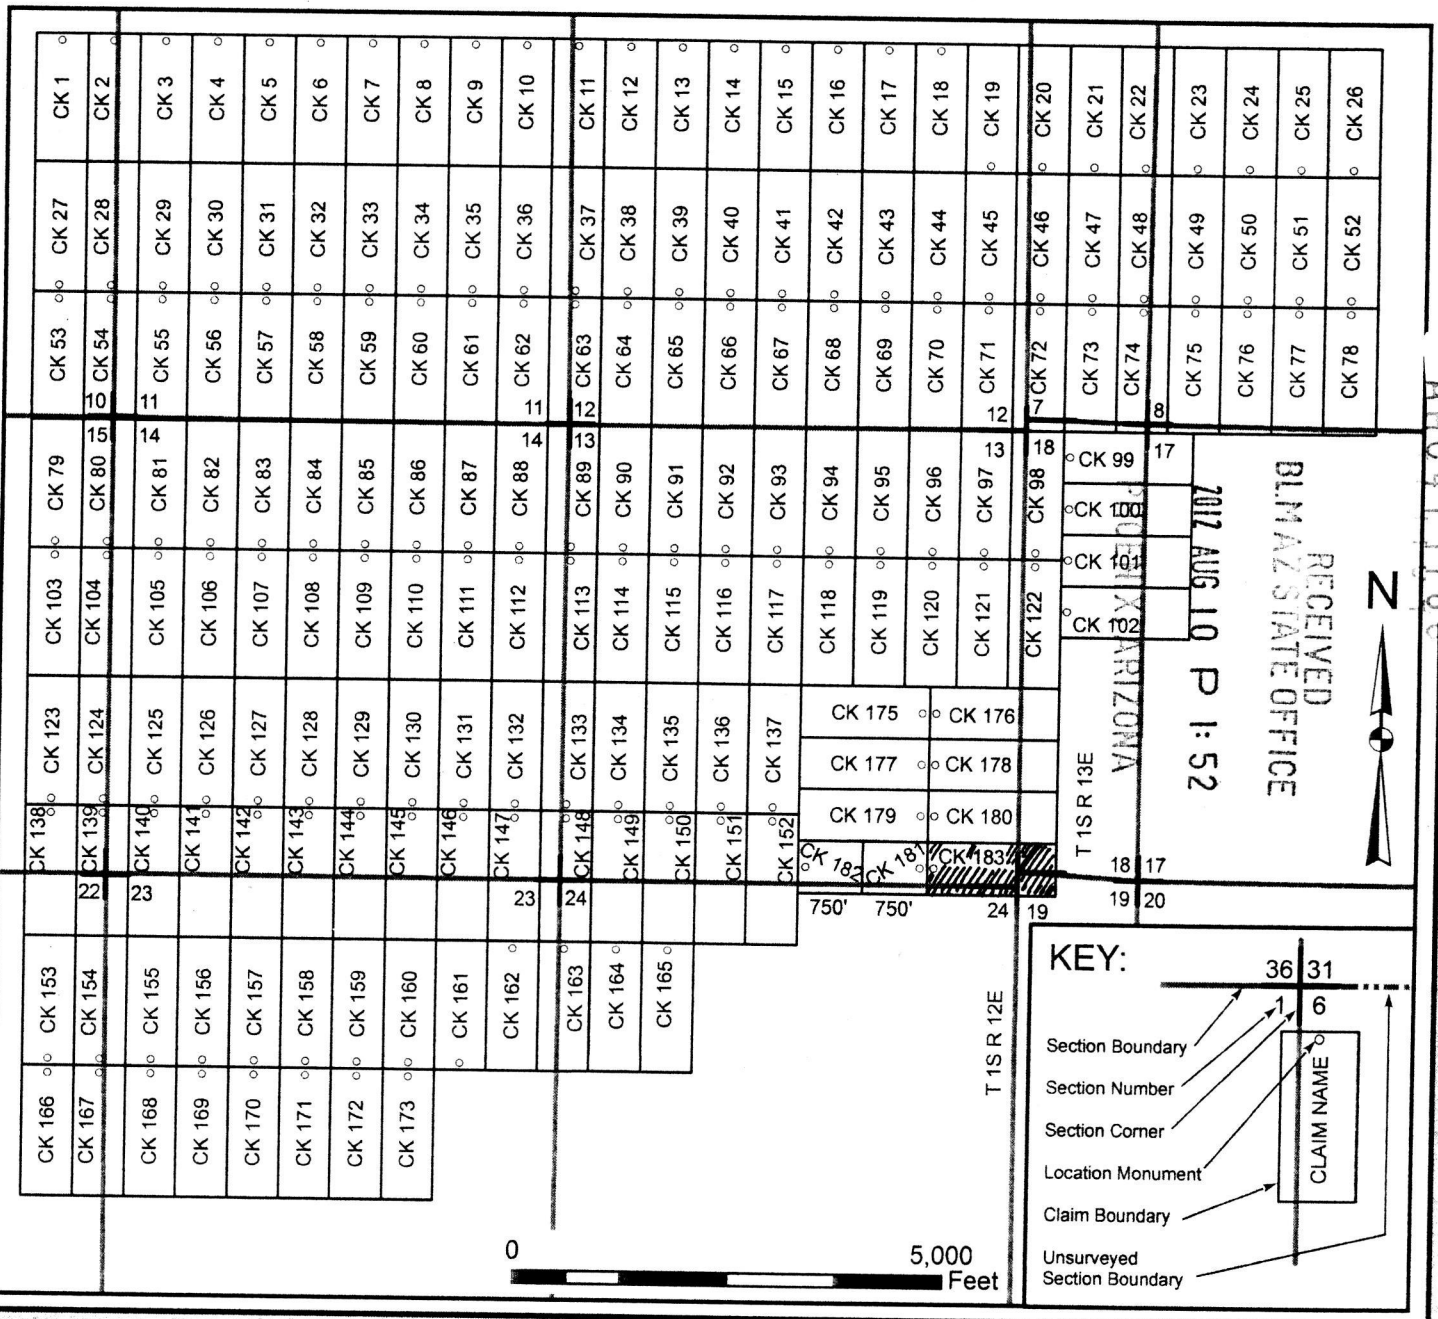 CK 1 CK 2 CK 3 CK 4 CK 5 CK 6 CK 7 CK 8 CK 9 CK 10 CK 11 CK 12 CK 13 CK 14 CK 15 CK 16 CK 17 CK 18 CK 19 CK 20 CK 21 CK 22 CK 23 CK 24 CK 25 CK 26
CK 27 CK 28 CK 29 CK 30 CK 31 CK 32 CK 33 CK 34 CK 35 CK 36 CK 37 CK 38 CK 39 CK 40 CK 41 CK 42 CK 43 CK 44 CK 45 CK 46 CK 47 CK 48 CK 49 CK 50 CK 51 CK 52
CK 53 CK 54 CK 55 CK 56 CK 57 CK 58 CK 59 CK 60 CK 61 CK 62 CK 63 CK 64 CK 65 CK 66 CK 67 CK 68 CK 69 CK 70 CK 71 CK 72 CK 73 CK 74 CK 75 CK 76 CK 77 CK 78
10 11 11 12 12 7 8
15 14 14 13 13 18 17
CK 79 CK 80 CK 81 CK 82 CK 83 CK 84 CK 85 CK 86 CK 87 CK 88 CK 89 CK 90 CK 91 CK 92 CK 93 CK 94 CK 95 CK 96 CK 97 CK 98
CK 99
CK 100
CK 101
CK 102
CK 103 CK 104 CK 105 CK 106 CK 107 CK 108 CK 109 CK 110 CK 111 CK 112 CK 113 CK 114 CK 115 CK 116 CK 117 CK 118 CK 119 CK 120 CK 121 CK 122
RECEIVED
BLM AZ STATE OFFICE
2012 AUG 10 P 1:52
ARIZONA
N
CK 123 CK 124 CK 125 CK 126 CK 127 CK 128 CK 129 CK 130 CK 131 CK 132 CK 133 CK 134 CK 135 CK 136 CK 137
CK 175 CK 176
CK 177 CK 178
CK 179 CK 180
T 1S R 13E
CK 138 CK 139 CK 140 CK 141 CK 142 CK 143 CK 144 CK 145 CK 146 CK 147 CK 148 CK 149 CK 150 CK 151 CK 152 CK 182 CK 181 CK 183
18 17
22 23 23 24 24 19 19 20
750' 750'
CK 153 CK 154 CK 155 CK 156 CK 157 CK 158 CK 159 CK 160 CK 161 CK 162 CK 163 CK 164 CK 165
T 1S R 12E
CK 166 CK 167 CK 168 CK 169 CK 170 CK 171 CK 172 CK 173
0 5,000
Feet
KEY:
36 31
1 6
Section Boundary
Section Number
Section Corner
Location Monument
Claim Boundary
Unsurveyed
Section Boundary
CLAIM NAME